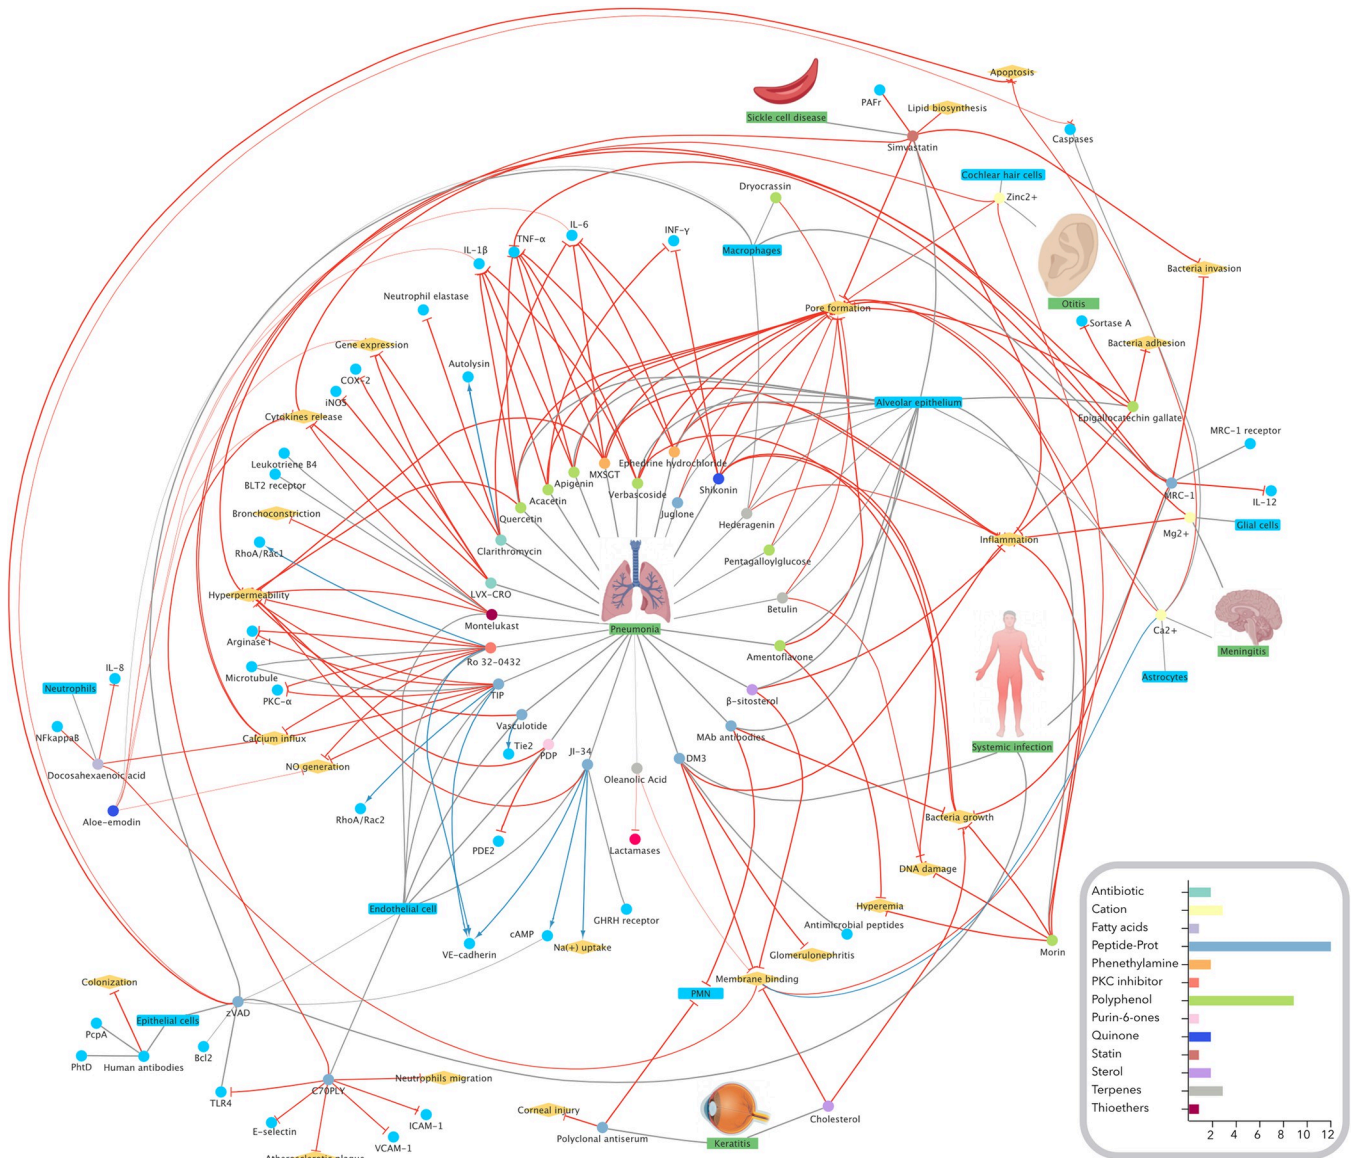 Apoptosis
PAFr
Lipid biosynthesis
Sickle cell disease
Caspases
Simvastatin
Cochlear hair cells
Dryocrassin
Zinc2+
IL-6
INF-γ
TNF-α
IL-1β
Macrophages
Bacteria invasion
Neutrophil elastase
Otitis
Pore formation
Sortase A
Gene expression
Bacteria adhesion
Autolysin
COX-2
iNOS
Alveolar epithelium
Cytokines release
Epigallocatechin gallate
MRC-1 receptor
Leukotriene B4
Ephedrine hydrochloride
MXSGT
BLT2 receptor
Apigenin
Shikonin
Verbascoside
MRC-1
IL-12
Acacetin
Juglone
Bronchoconstriction
Quercetin
Hederagenin
Glial cells
Mg2+
RhoA/Rac1
Inflammation
Clarithromycin
Pentagalloylglucose
Hyperpermeability
LVX-CRO
Betulin
Montelukast
Pneumonia
Ca2+
Arginase I
Meningitis
Ro 32-0432
Amentoflavone
IL-8
Microtubule
Astrocytes
Neutrophils
PKC-α
TIP
β-sitosterol
Vasculotide
NFkappaB
Calcium influx
MAb antibodies
Tie2
JI-34
Systemic infection
PDP
DM3
NO generation
Docosahexaenoic acid
Oleanolic Acid
RhoA/Rac2
Aloe-emodin
Bacteria growth
PDE2
Lactamases
DNA damage
Endothelial cell
Hyperemia
GHRH receptor
Antimicrobial peptides
cAMP
Na(+) uptake
VE-cadherin
Glomerulonephritis
Morin
Colonization
Membrane binding
PMN
zVAD
Epithelial cells
PcpA
Bcl2
PhtD
Human antibodies
Neutrophils migration
C70PLY
TLR4
Corneal injury
ICAM-1
Cholesterol
E-selectin
Polyclonal antiserum
Keratitis
VCAM-1
Antibiotic
Cation
Fatty acids
Peptide-Prot
Phenethylamine
PKC inhibitor
Polyphenol
Purin-6-ones
Quinone
Statin
Sterol
Terpenes
Thioethers
2 4 6 8 10 12